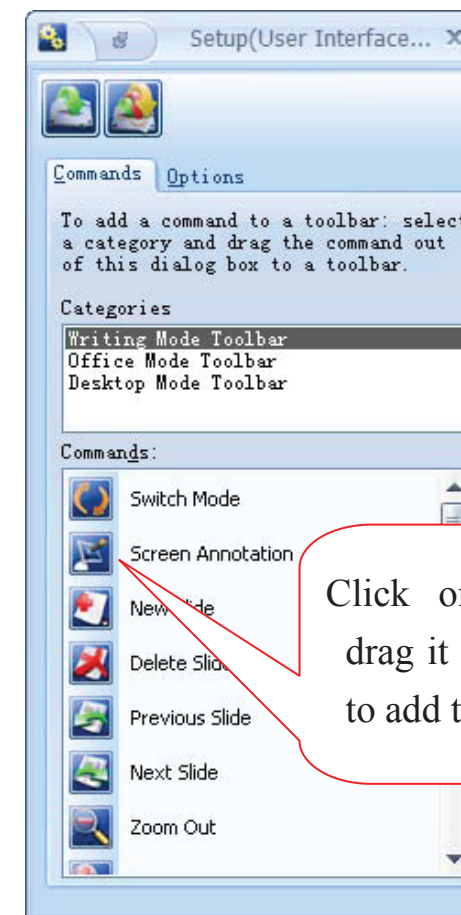 Setup(User Interface...
Commands Options
To add a command to a toolbar: select
a category and drag the command out
of this dialog box to a toolbar.
Categories
Writing Mode Toolbar
Office Mode Toolbar
Desktop Mode Toolbar
Commands:
Switch Mode
Screen Annotation
New Slide
Delete Slide
Previous Slide
Next Slide
Zoom Out
Click
drag it
to add